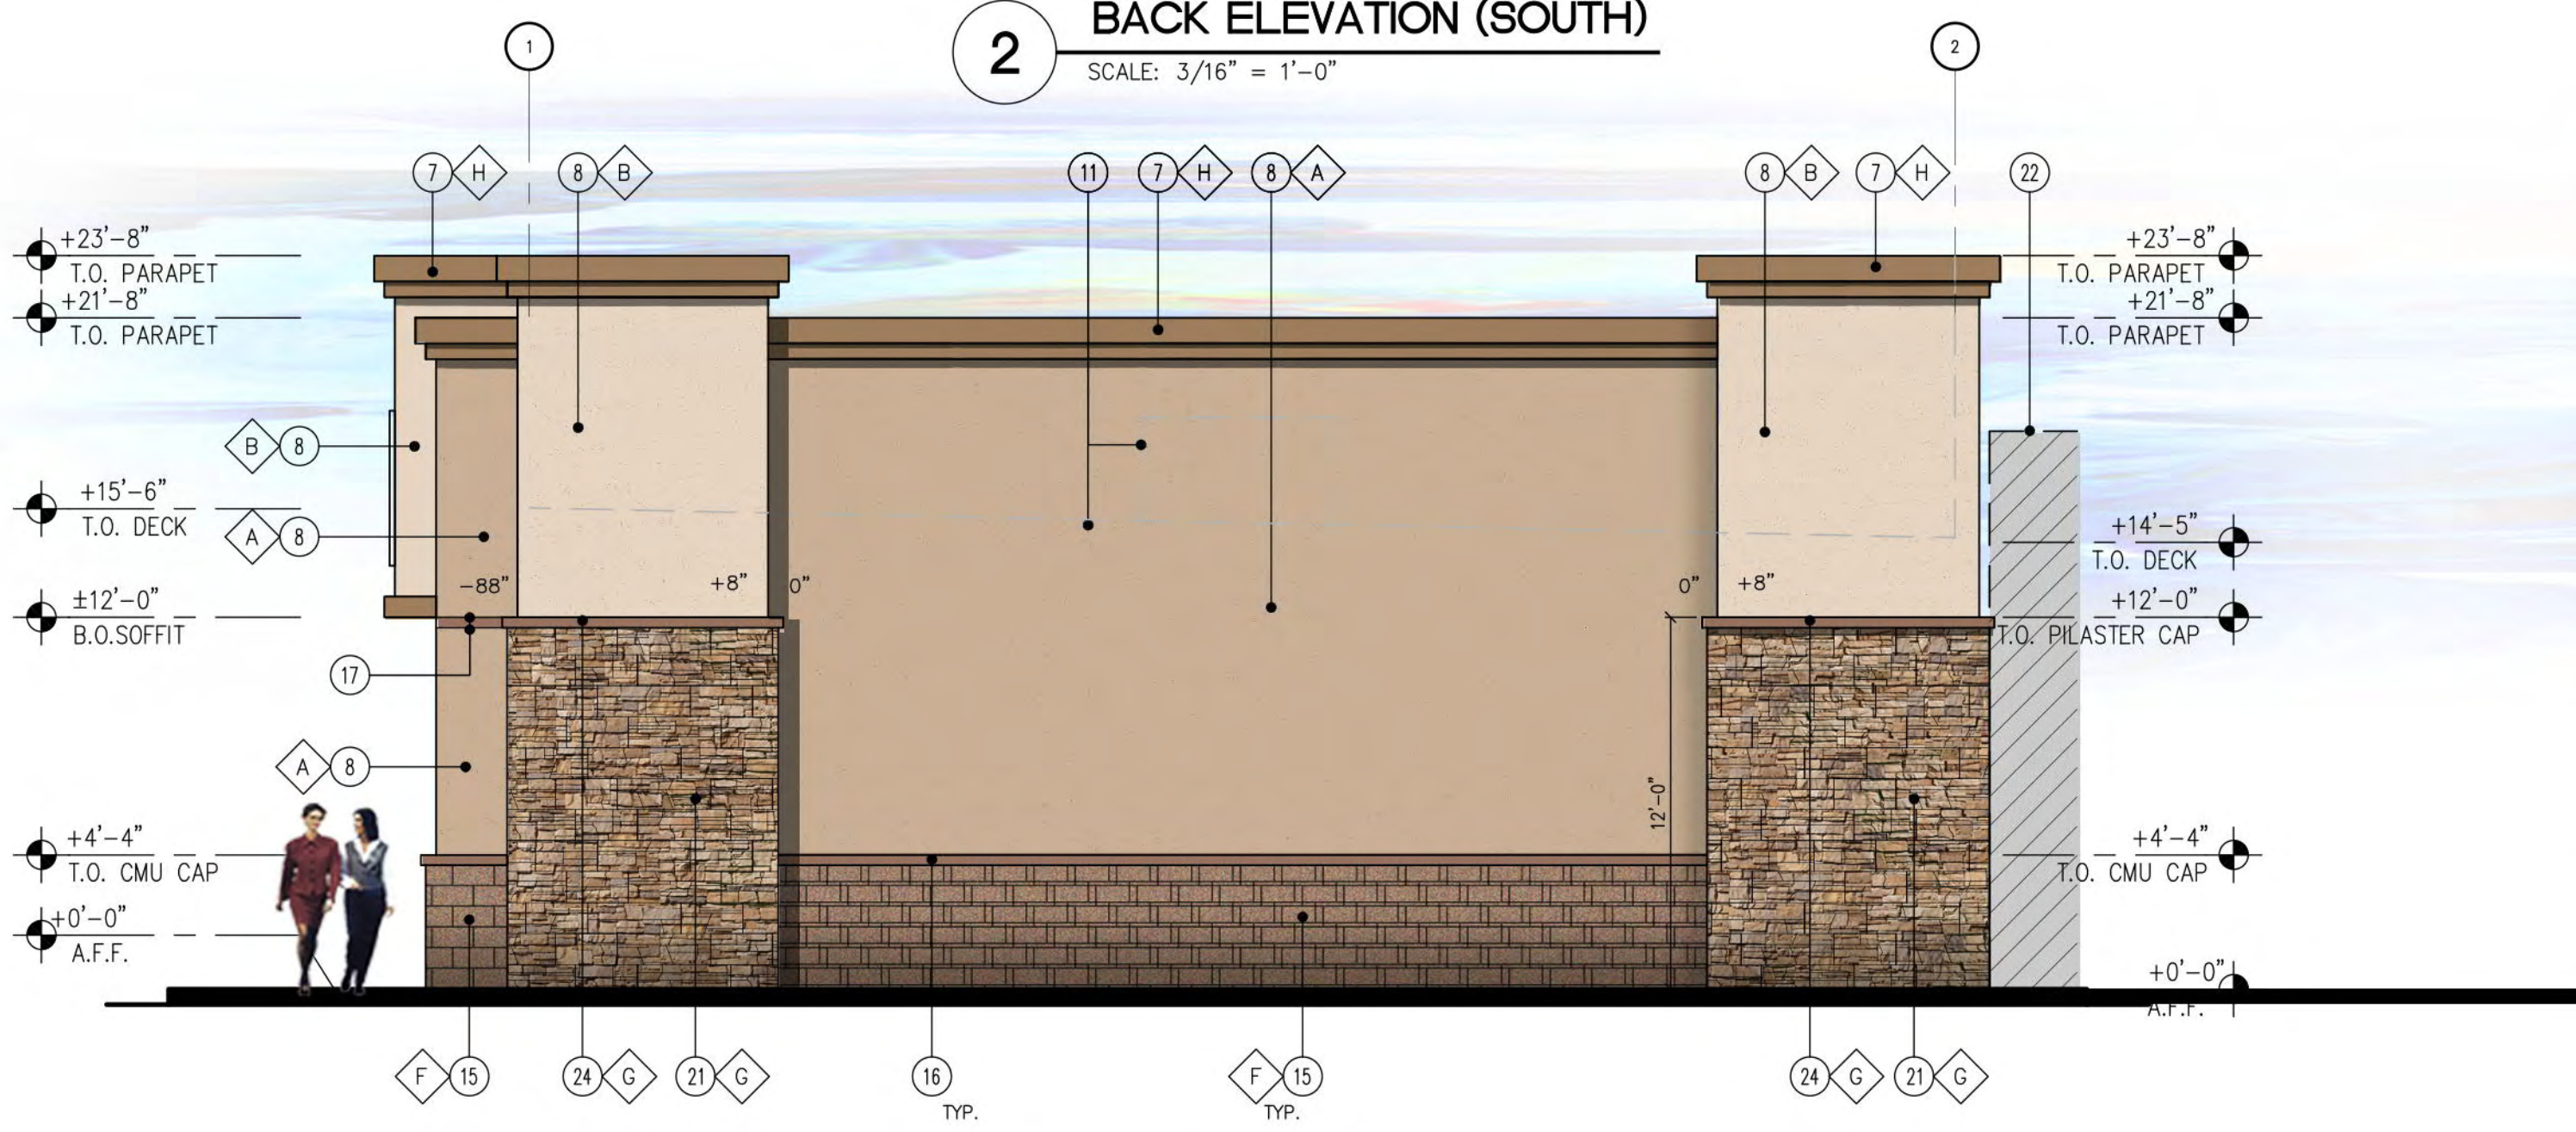 BACK ELEVATION (SOUTH)
2
SCALE: 3/16" = 1'-0"
1
2
7 H
8 B
11
7 H
8 A
8 B
7 H
22
+23'-8"
T.O. PARAPET
+21'-8"
T.O. PARAPET
B 8
+15'-6"
T.O. DECK
A 8
±12'-0"
B.O.SOFFIT
17
A 8
+4'-4"
T.O. CMU CAP
+0'-0"
A.F.F.
-88"
+8"
0"
0"
+8"
12'-0"
+23'-8"
T.O. PARAPET
+21'-8"
T.O. PARAPET
+14'-5"
T.O. DECK
+12'-0"
T.O. PILASTER CAP
+4'-4"
T.O. CMU CAP
+0'-0"
A.F.F.
F 15
24 G
21 G
16
TYP.
F 15
TYP.
24 G
21 G